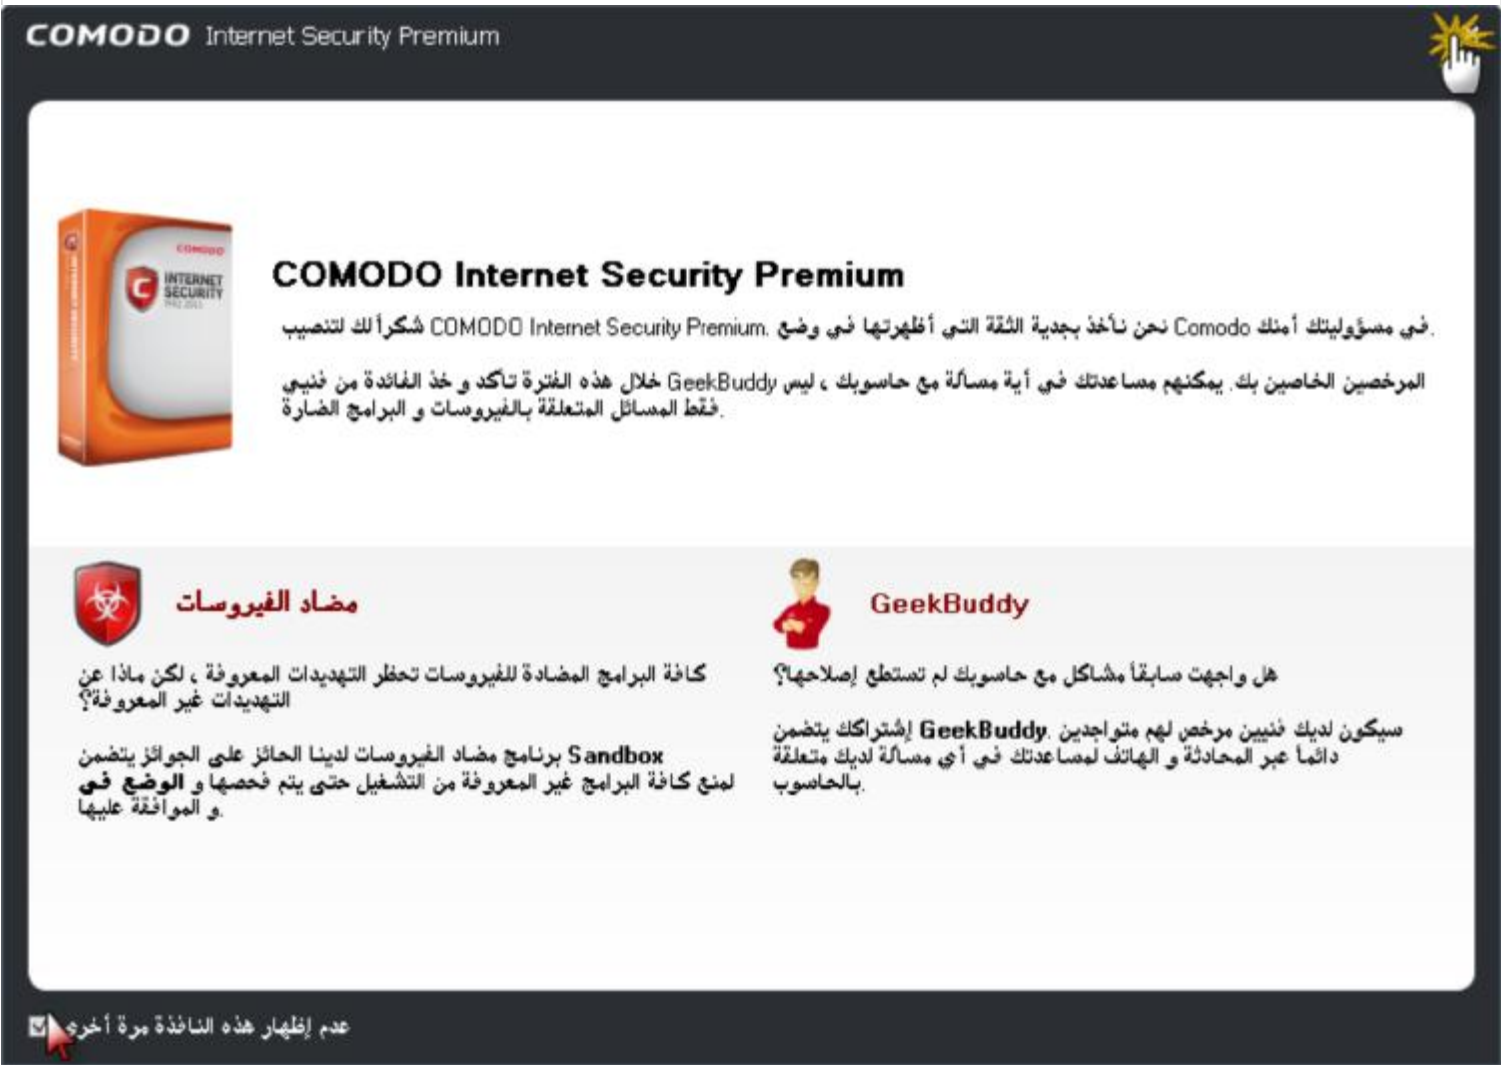 COMODO Internet Security Premium
COMODO
INTERNET
SECURITY
COMODO Internet Security Premium
شكراً لك لتنصيب COMODO Internet Security Premium. نحن نأخذ بجدية الثقة التي أظهرتها في وضع Comodo في مسؤوليتك أمنك.
خلال هذه الفترة تأكد و خذ الفائدة من فنيي GeekBuddy المرخصين الخاصين بك. يمكنهم مساعدتك في أية مسألة مع حاسوبك ، ليس
فقط المسائل المتعلقة بالفيروسات و البرامج الضارة.
مضاد الفيروسات
كافة البرامج المضادة للفيروسات تحظر التهديدات المعروفة ، لكن ماذا عن
التهديدات غير المعروفة؟
برنامج مضاد الفيروسات لدينا الحائز على الجوائز يتضمن Sandbox
لمنع كافة البرامج غير المعروفة من التشغيل حتى يتم فحصها و الوضع في
و الموافقة عليها.
GeekBuddy
هل واجهت سابقاً مشاكل مع حاسوبك لم تستطع إصلاحها؟
إشتراكك يتضمن GeekBuddy. سيكون لديك فنيين مرخص لهم متواجدين
دائماً عبر المحادثة و الهاتف لمساعدتك في أي مسألة لديك متعلقة
بالحاسوب.
عدم إظهار هذه النافذة مرة أخرى